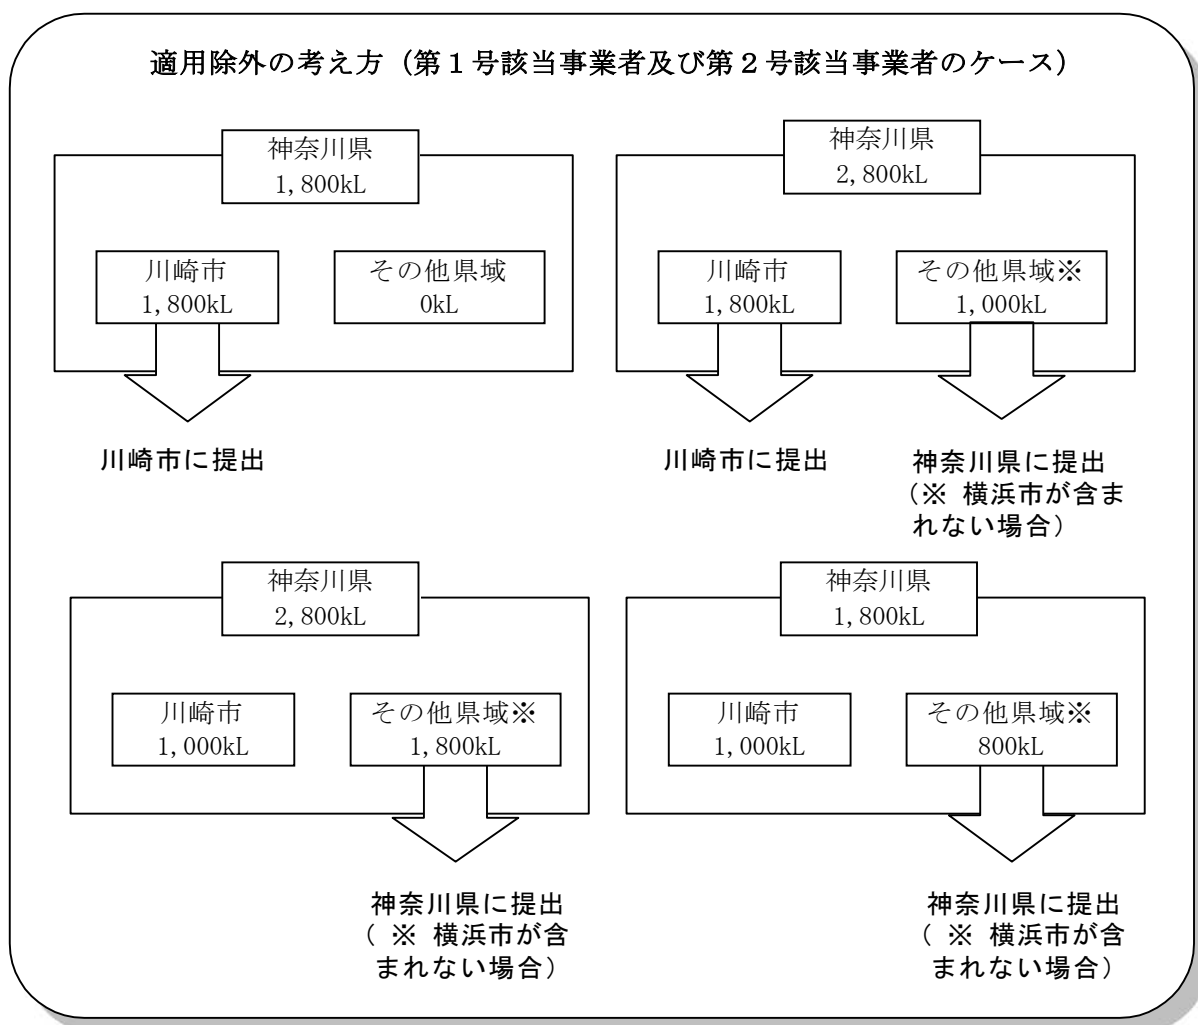 適用除外の考え方（第１号該当事業者及び第２号該当事業者のケース）
神奈川県
1,800kL
川崎市
1,800kL
その他県域
0kL
川崎市に提出
神奈川県
2,800kL
川崎市
1,800kL
その他県域※
1,000kL
川崎市に提出
神奈川県に提出
（※ 横浜市が含ま
れない場合）
神奈川県
2,800kL
川崎市
1,000kL
その他県域※
1,800kL
神奈川県に提出
（ ※ 横浜市が含
まれない場合）
神奈川県
1,800kL
川崎市
1,000kL
その他県域※
800kL
神奈川県に提出
（ ※ 横浜市が含
まれない場合）